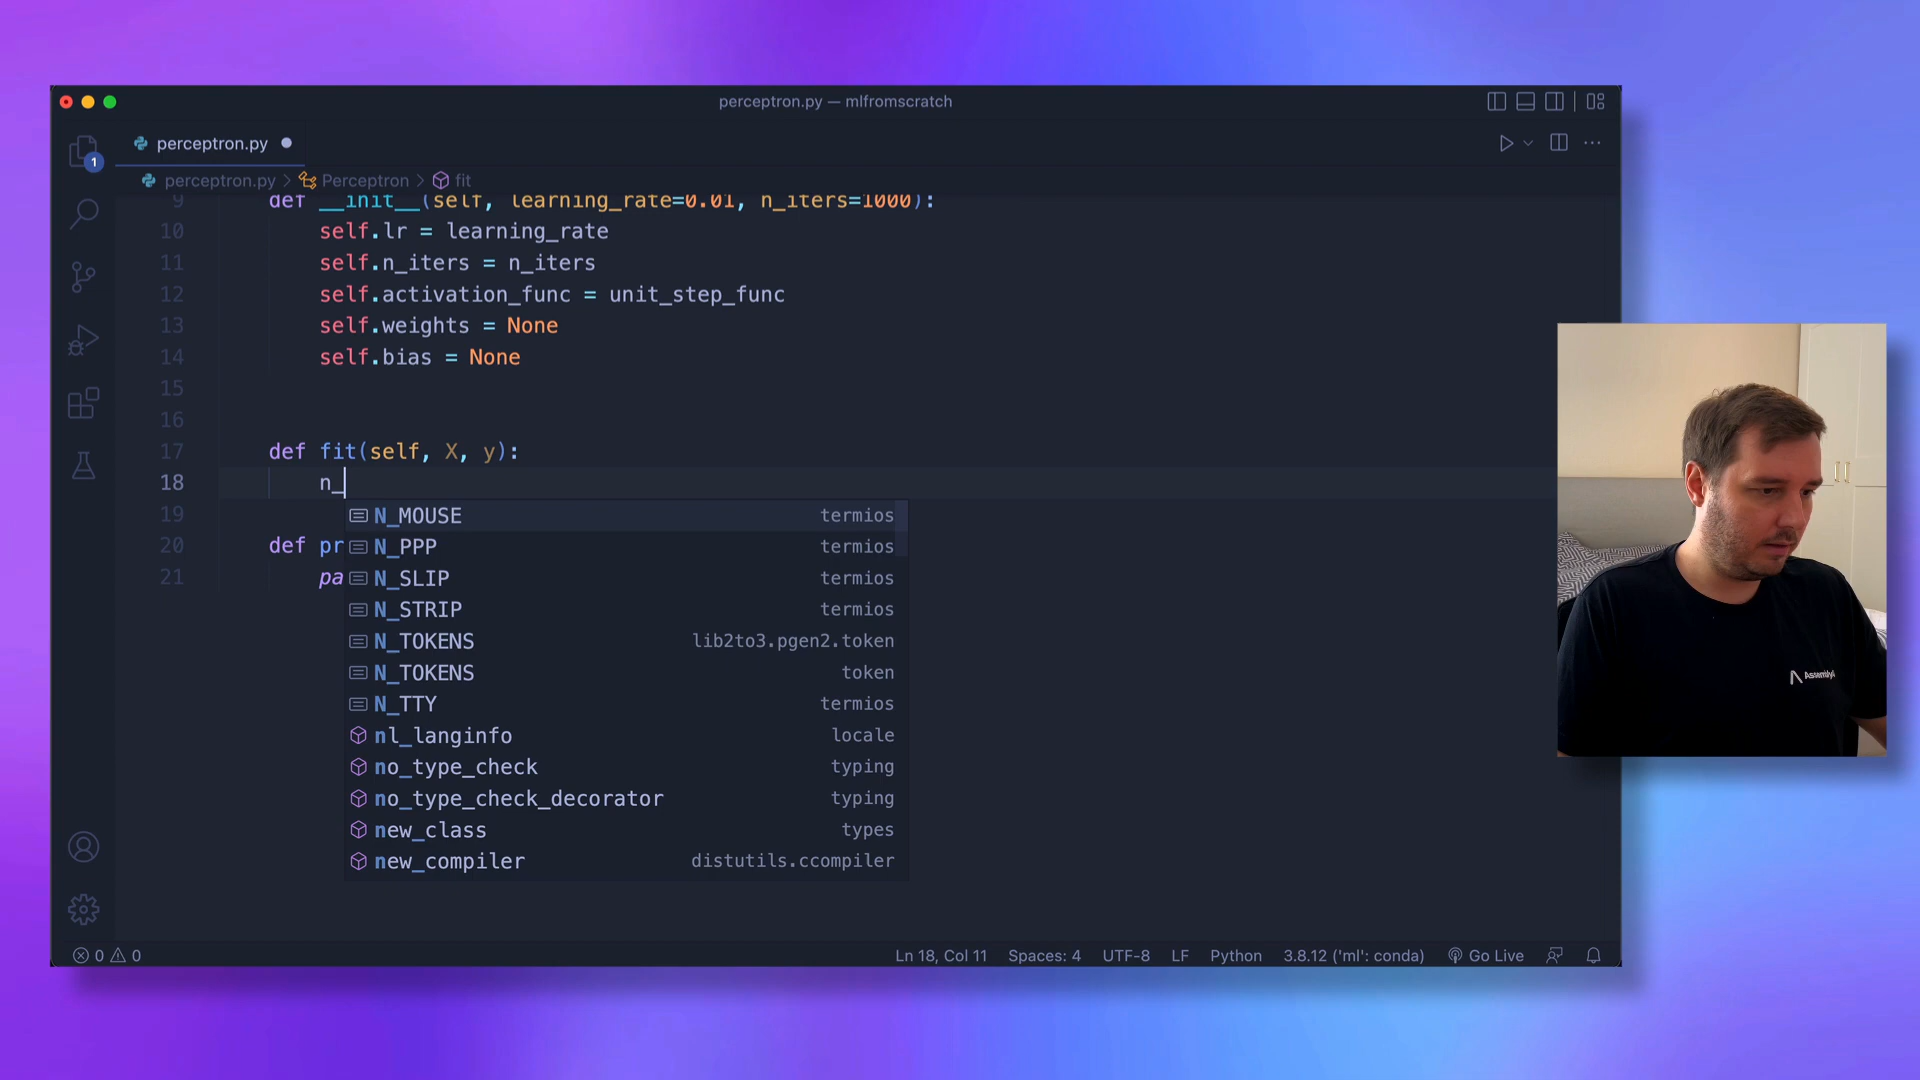 perceptron.py — mlfromscratch
perceptron.py
1
perceptron.py > Perceptron > fit
9 def __init__(self, learning_rate=0.01, n_iters=1000):
10 self.lr = learning_rate
11 self.n_iters = n_iters
12 self.activation_func = unit_step_func
13 self.weights = None
14 self.bias = None
15
16
17 def fit(self, X, y):
18 n_
19
20 def pr
21 pa
N_MOUSE termios
N_PPP termios
N_SLIP termios
N_STRIP termios
N_TOKENS lib2to3.pgen2.token
N_TOKENS token
N_TTY termios
nl_langinfo locale
no_type_check typing
no_type_check_decorator typing
new_class types
new_compiler distutils.ccompiler
0 0 Ln 18, Col 11 Spaces: 4 UTF-8 LF Python 3.8.12 ('ml': conda) Go Live